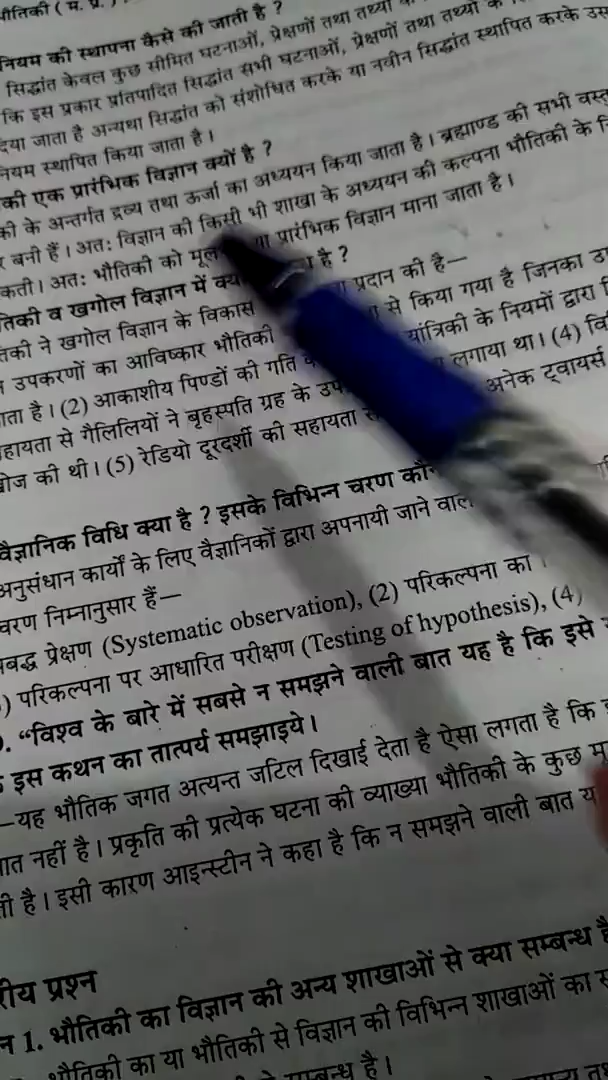 भौतिकी ( म. प्र. )
नियम की स्थापना कैसे की जाती है ?
सिद्धांत केवल कुछ सीमित घटनाओं, प्रेक्षणों तथा तथ्यों
कि इस प्रकार प्रतिपादित सिद्धांत सभी घटनाओं, प्रेक्षणों तथा तथ्यों के
दिया जाता है अन्यथा सिद्धांत को संशोधित करके या नवीन सिद्धांत स्थापित करके उस
नियम स्थापित किया जाता है।
की एक प्रारंभिक विज्ञान क्यों है ?
की के अन्तर्गत द्रव्य तथा ऊर्जा का अध्ययन किया जाता है। ब्रह्माण्ड की सभी वस्तु
बनी हैं। अतः विज्ञान की किसी भी शाखा के अध्ययन की कल्पना भौतिकी के
कती। अतः भौतिकी को मूल या प्रारंभिक विज्ञान माना जाता है।
तिकी व खगोल विज्ञान में क्या है ?
तिकी ने खगोल विज्ञान के विकास प्रदान की है—
उपकरणों का आविष्कार भौतिकी से किया गया है जिनका
जाता है। (2) आकाशीय पिण्डों की गति यांत्रिकी के नियमों द्वारा
सहायता से गैलिलियो ने बृहस्पति ग्रह के लगाया था। (4)
खोज की थी। (5) रेडियो दूरदर्शी की सहायता अनेक ट्वायर्स
वैज्ञानिक विधि क्या है ? इसके विभिन्न चरण कौन
अनुसंधान कार्यों के लिए वैज्ञानिकों द्वारा अपनायी जाने वाली
चरण निम्नानुसार हैं—
मबद्ध प्रेक्षण (Systematic observation), (2) परिकल्पना का
) परिकल्पना पर आधारित परीक्षण (Testing of hypothesis), (4)
. “विश्व के बारे में सबसे न समझने वाली बात यह है कि इसे
इस कथन का तात्पर्य समझाइये।
—यह भौतिक जगत अत्यन्त जटिल दिखाई देता है ऐसा लगता है कि
बात नहीं है। प्रकृति की प्रत्येक घटना की व्याख्या भौतिकी के कुछ मू
ती है। इसी कारण आइन्स्टीन ने कहा है कि न समझने वाली बात य
रीय प्रश्न
न 1. भौतिकी का विज्ञान की अन्य शाखाओं से क्या सम्बन्ध है
भौतिकी का या भौतिकी से विज्ञान की विभिन्न शाखाओं का स
सम्बन्ध है।